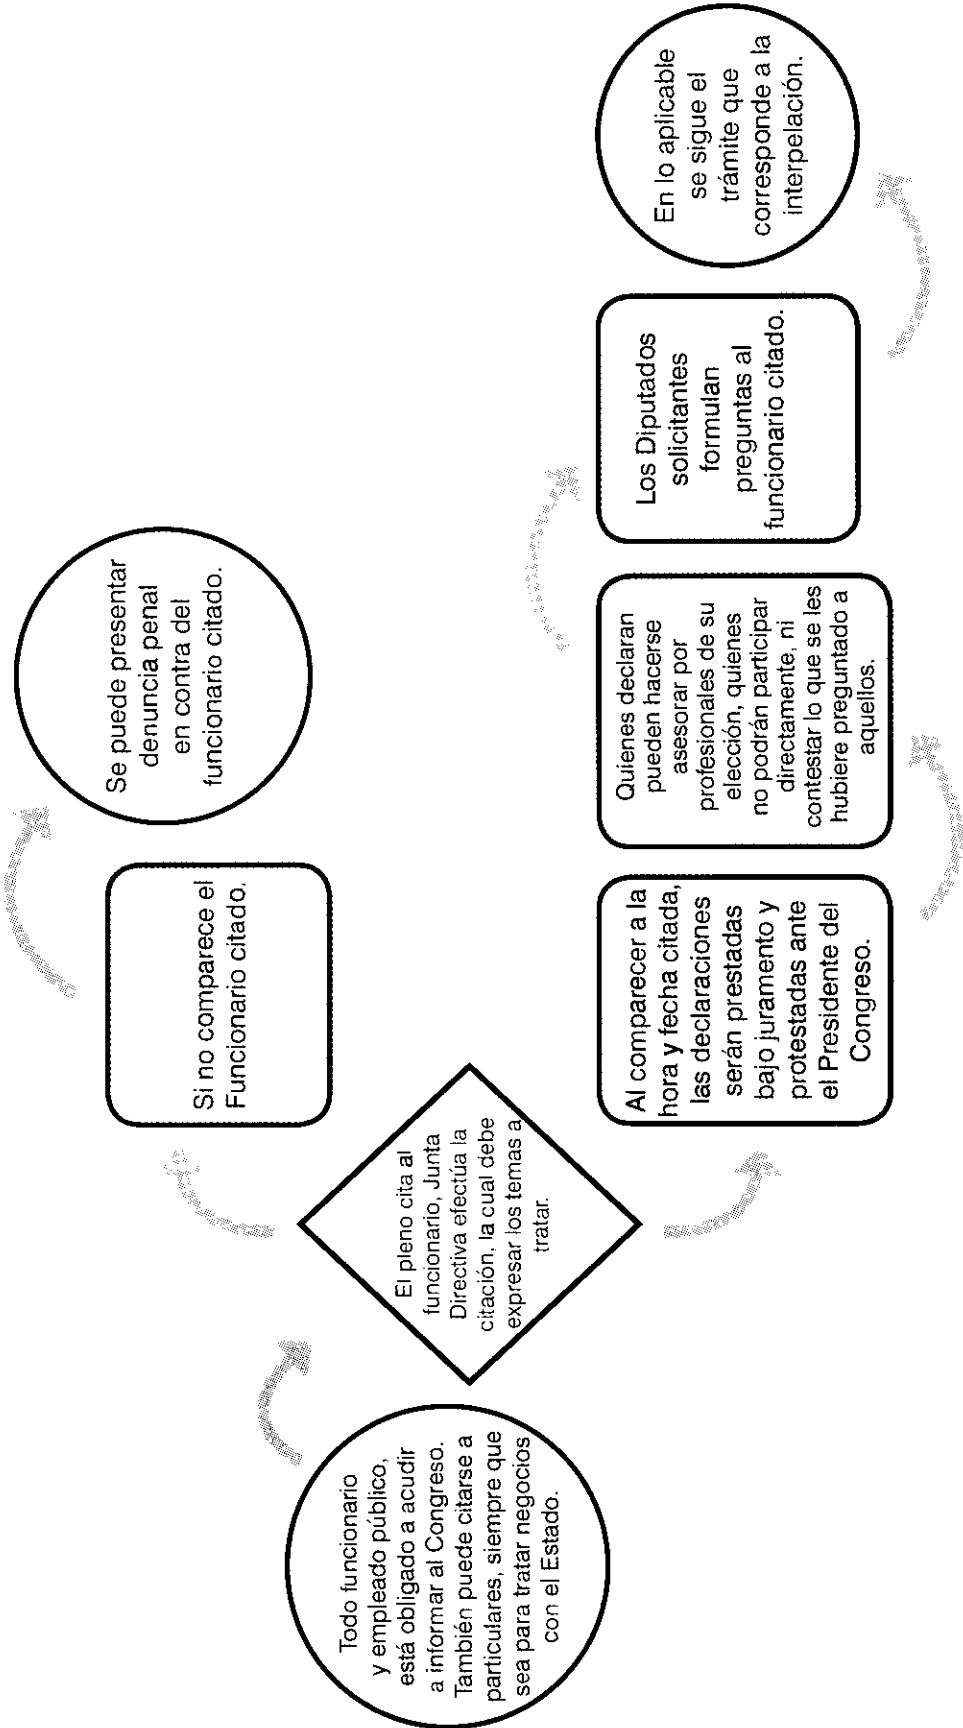 Todo funcionario
y empleado público,
está obligado a acudir
a informar al Congreso.
También puede citarse a
particulares, siempre que
sea para tratar negocios
con el Estado.
El pleno cita al
funcionario, Junta
Directiva efectúa la
citación, la cual debe
expresar los temas a
tratar.
Si no comparece el
Funcionario citado.
Se puede presentar
denuncia penal
en contra del
funcionario citado.
Al comparecer a la
hora y fecha citada,
las declaraciones
serán prestadas
bajo juramento y
protestadas ante
el Presidente del
Congreso.
Quienes declaran
pueden hacerse
asesorar por
profesionales de su
elección, quienes
no podrán participar
directamente, ni
contestar lo que se les
hubiere preguntado a
aquellos.
Los Diputados
solicitantes
formulan
preguntas al
funcionario citado.
En lo aplicable
se sigue el
trámite que
corresponde a la
interpelación.